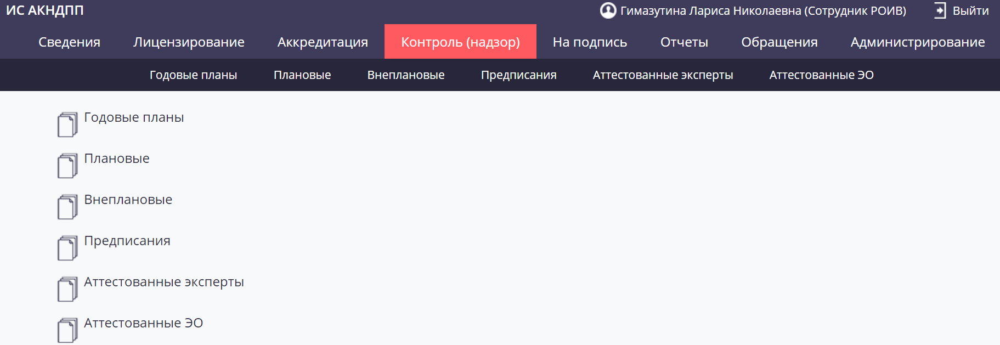 ИС АКНДПП
Гимазутина Лариса Николаевна (Сотрудник РОИВ) Выйти
Сведения Лицензирование Аккредитация Контроль (надзор) На подпись Отчеты Обращения Администрирование
Годовые планы Плановые Внеплановые Предписания Аттестованные эксперты Аттестованные ЭО
Годовые планы
Плановые
Внеплановые
Предписания
Аттестованные эксперты
Аттестованные ЭО